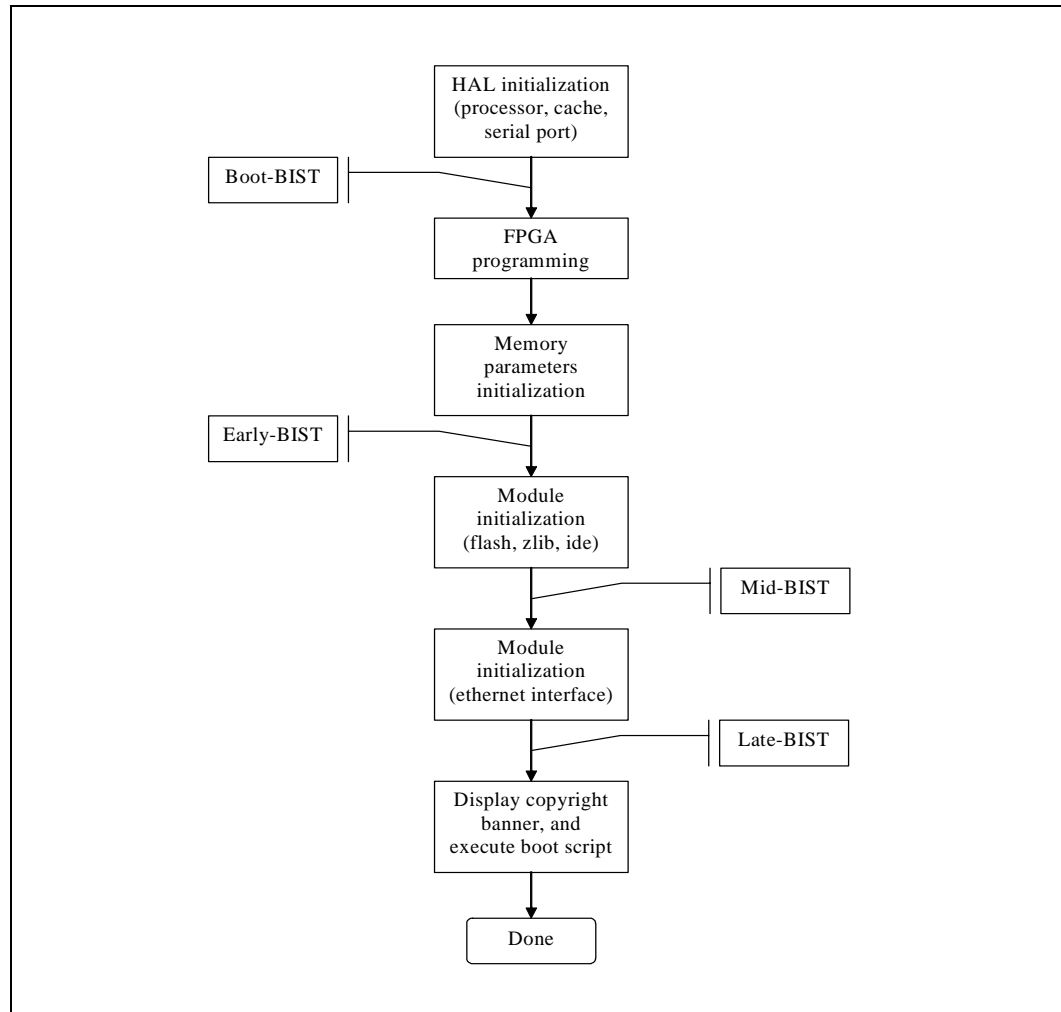 HAL initialization
(processor, cache,
serial port)
Boot-BIST
FPGA
programming
Memory
parameters
initialization
Early-BIST
Module
initialization
(flash, zlib, ide)
Mid-BIST
Module
initialization
(ethernet interface)
Late-BIST
Display copyright
banner, and
execute boot script
Done